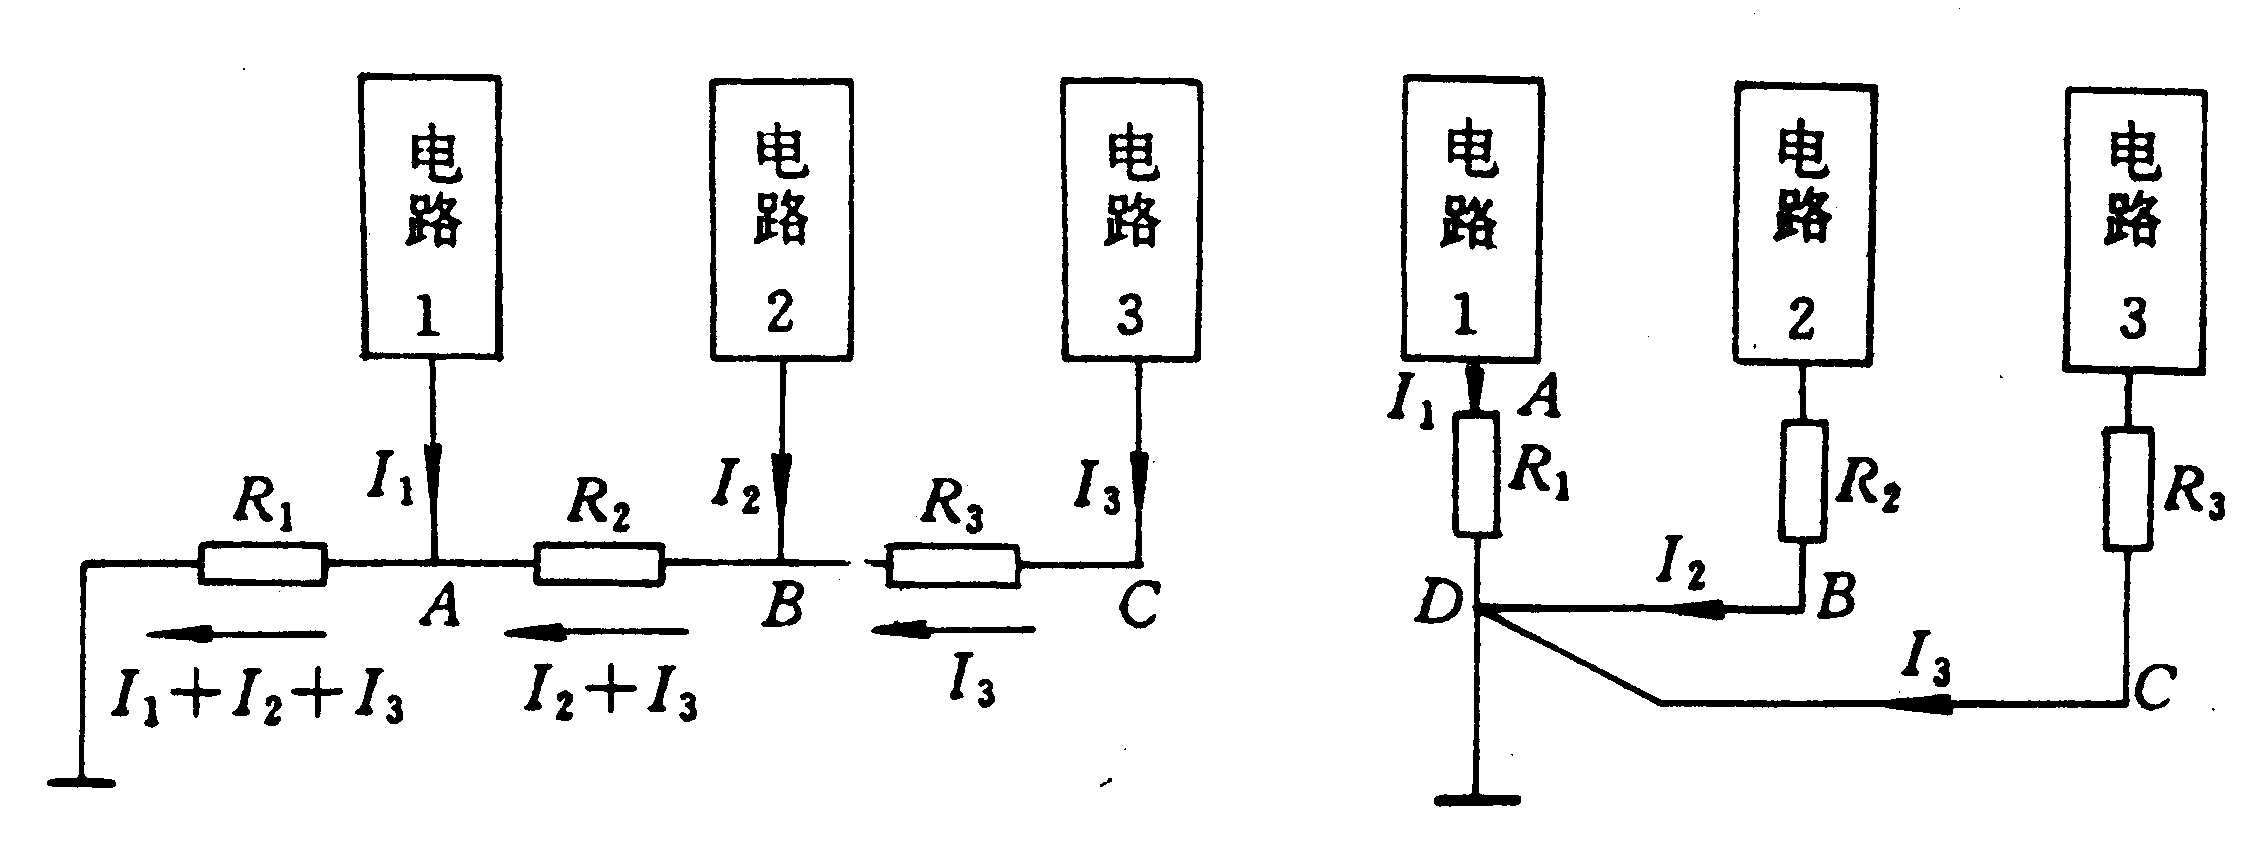 电路1
电路2
电路3
I₁
I₂
I₃
R₁
R₂
R₃
A
B
C
I₁+I₂+I₃
I₂+I₃
I₃
电路1
电路2
电路3
I₁
A
R₁
R₂
R₃
D
I₂
B
I₃
C